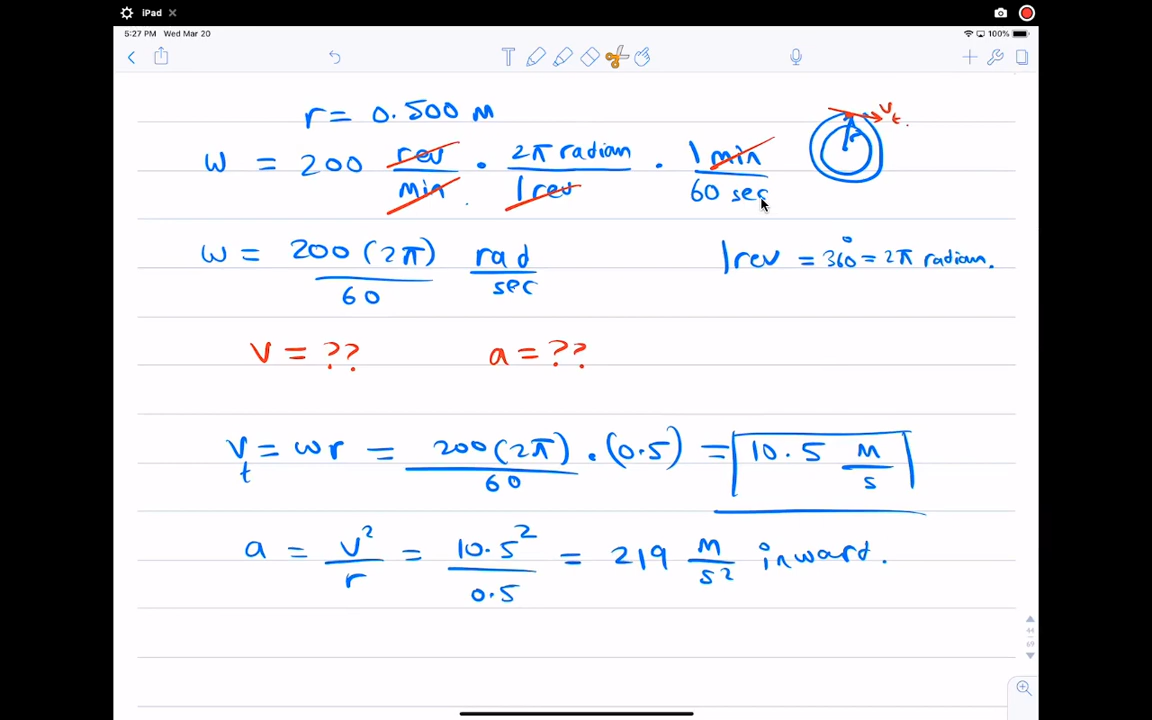 iPad
5:27 PM Wed Mar 20
100%
r = 0.500 m
ω = 200 rev/min · 2π radian/1 rev · 1 min/60 sec
r
vt.
ω = 200(2π)/60 rad/sec
1 rev = 360° = 2π radian.
v = ?? a = ??
vt = ωr = 200(2π)/60 · (0.5) = 10.5 m/s
a = v²/r = 10.5²/0.5 = 219 m/s² inward.